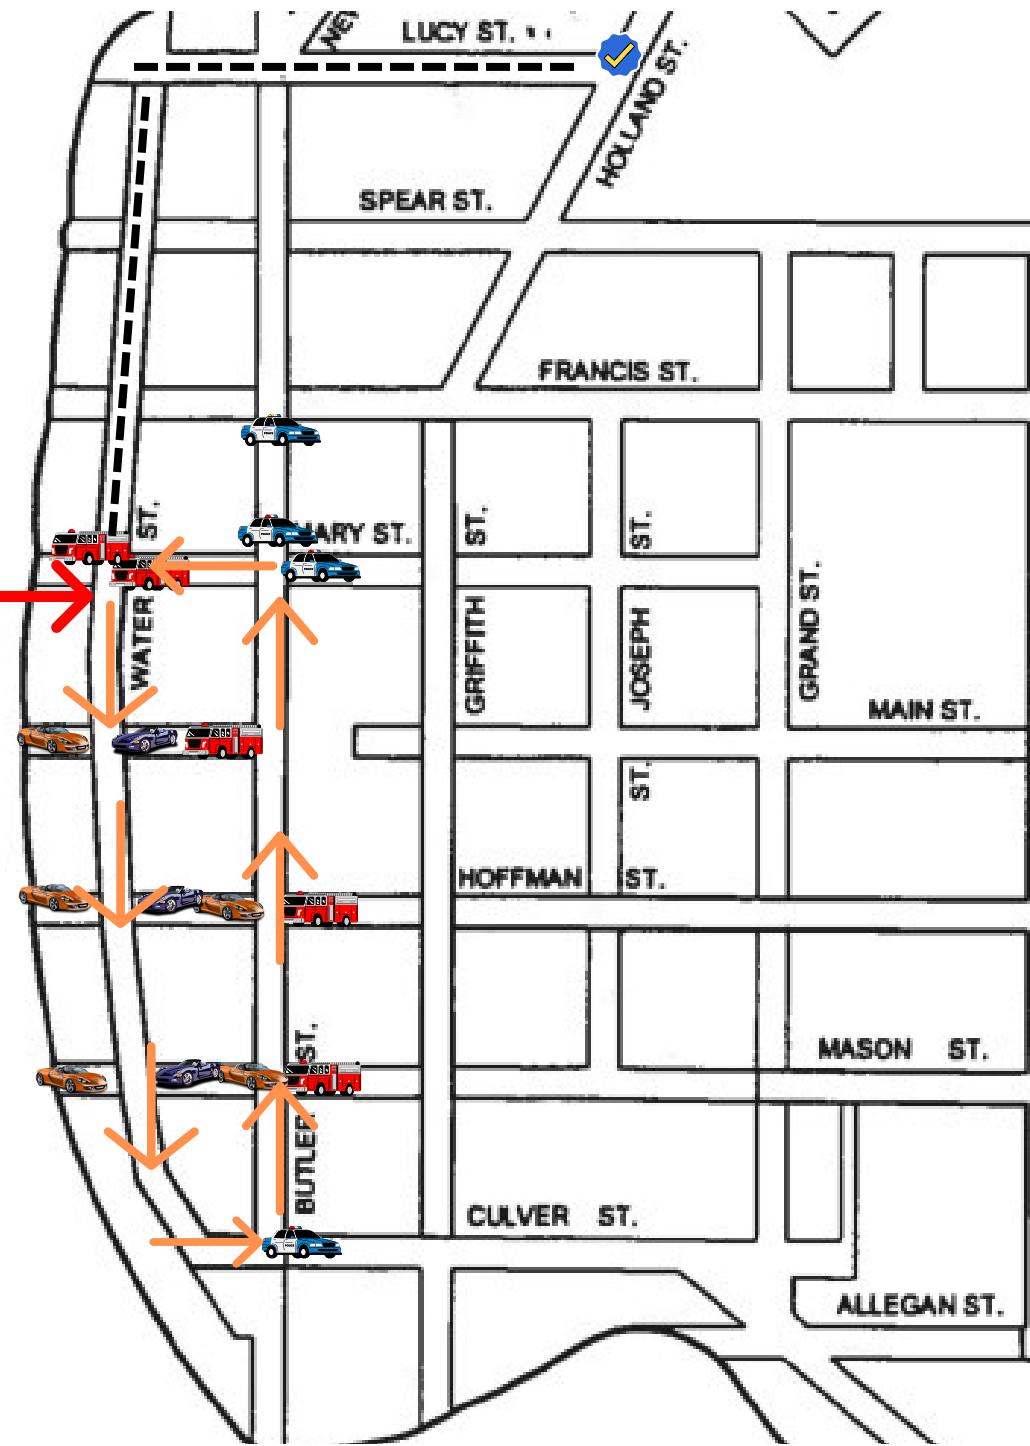 LUCY ST.
HOLLAND ST.
SPEAR ST.
FRANCIS ST.
ARY ST.
WATER ST.
GRIFFITH ST.
JOSEPH ST.
GRAND ST.
MAIN ST.
ST.
HOFFMAN ST.
MASON ST.
BUTLER ST.
CULVER ST.
ALLEGAN ST.